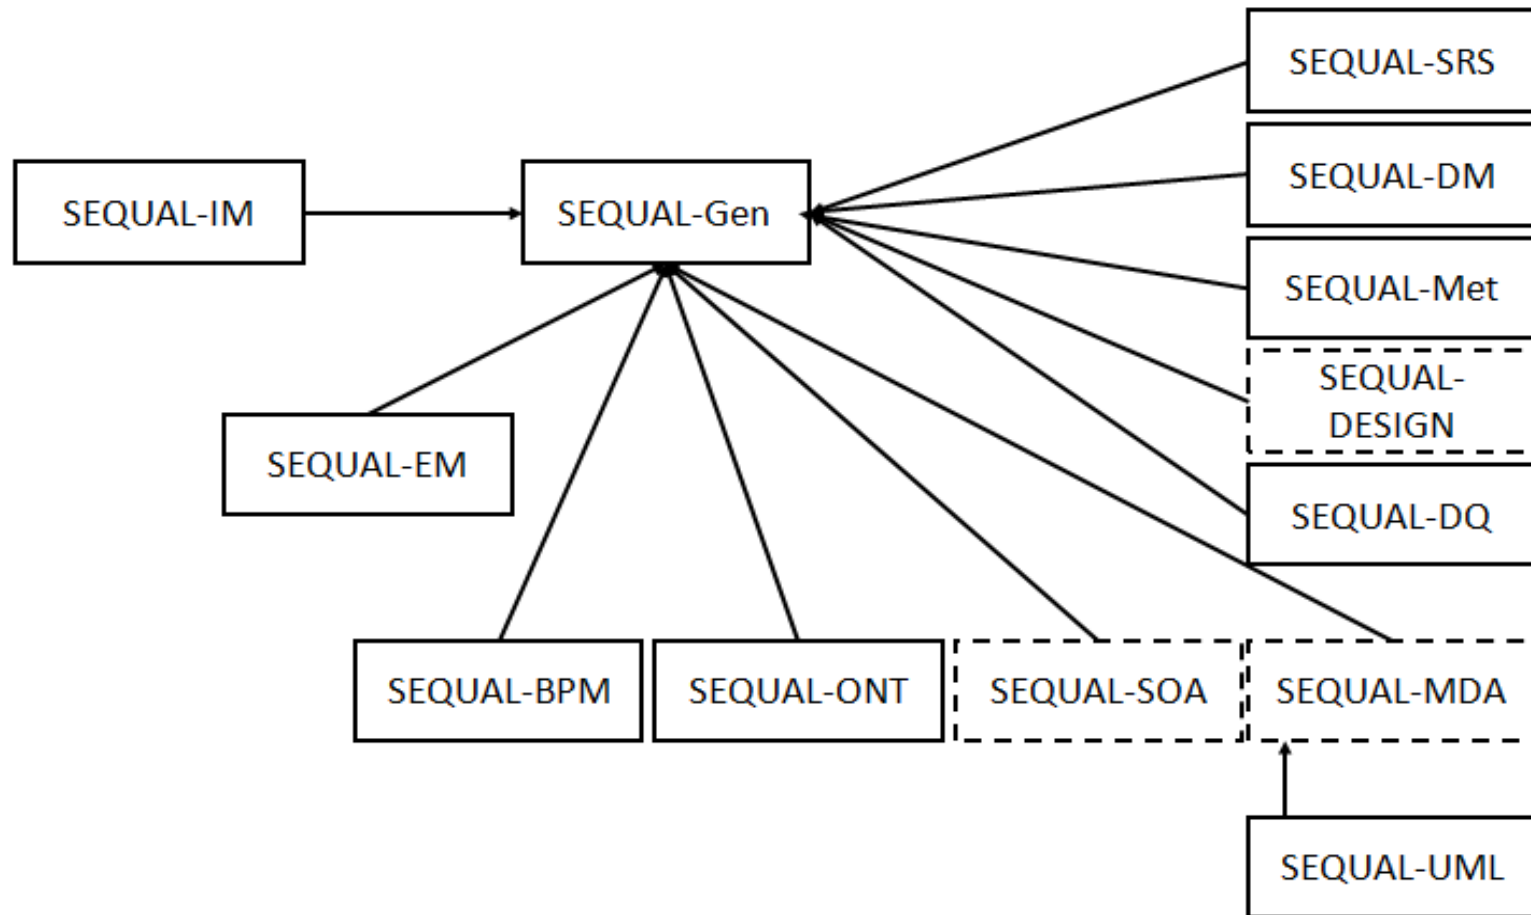 SEQUAL-SRS
SEQUAL-DM
SEQUAL-IM
SEQUAL-Gen
SEQUAL-Met
SEQUAL-
DESIGN
SEQUAL-EM
SEQUAL-DQ
SEQUAL-BPM
SEQUAL-ONT
SEQUAL-SOA
SEQUAL-MDA
SEQUAL-UML